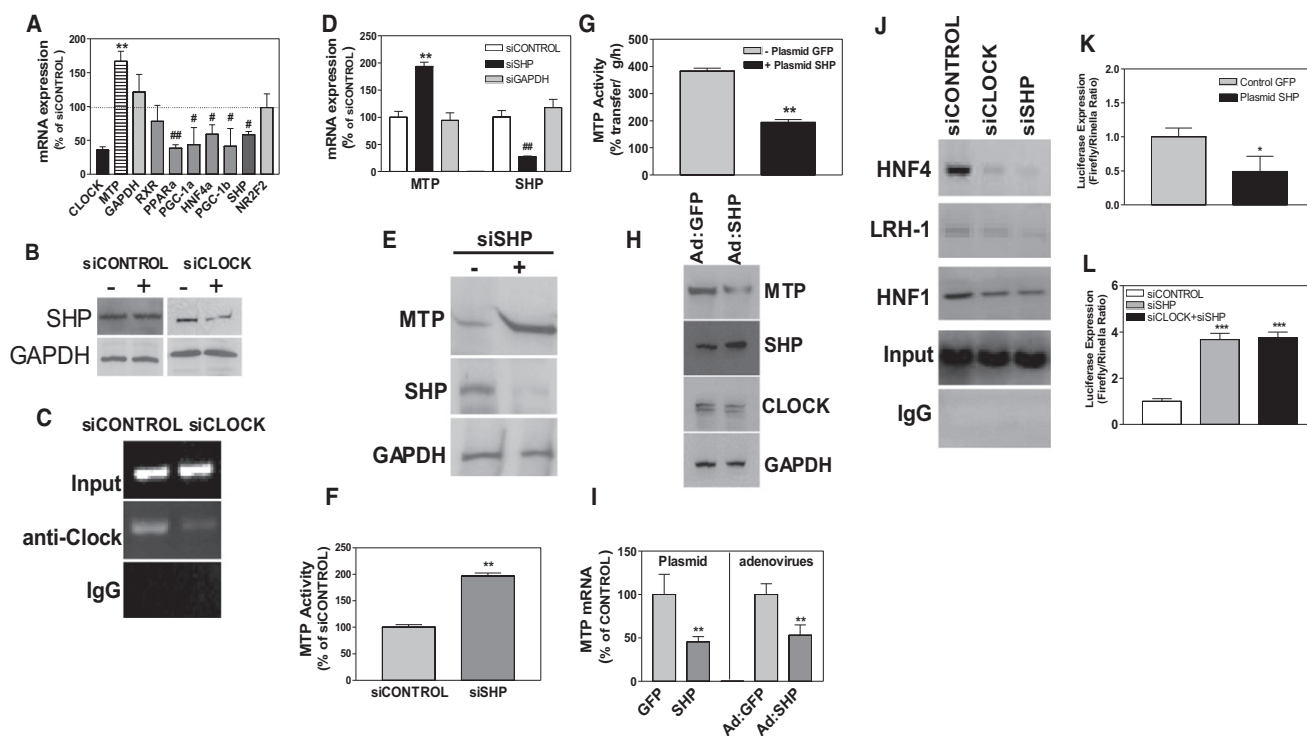 A
mRNA expression
(% of siCONTROL)
200
150
100
50
0
**
##
#
#
#
#
CLOCK
MTP
GAPDH
RXR
PPARa
PGC-1a
HNF4a
PGC-1b
SHP
NR2F2
B
siCONTROL siCLOCK
- + - +
SHP
GAPDH
C
siCONTROL siCLOCK
Input
anti-Clock
IgG
D
mRNA expression
(% of siCONTROL)
250
200
150
100
50
0
siCONTROL
siSHP
siGAPDH
**
##
MTP SHP
E
siSHP
- +
MTP
SHP
GAPDH
F
MTP Activity
(% of siCONTROL)
250
200
150
100
50
0
**
siCONTROL siSHP
G
MTP Activity
(% transfer/ g/h)
600
400
200
0
- Plasmid GFP
+ Plasmid SHP
**
H
Ad:GFP
Ad:SHP
MTP
SHP
CLOCK
GAPDH
I
MTP mRNA
(% of CONTROL)
150
100
50
0
Plasmid adenovirues
**
**
GFP
SHP
Ad:GFP
Ad:SHP
J
siCONTROL
siCLOCK
siSHP
HNF4
LRH-1
HNF1
Input
IgG
K
Luciferase Expression
(Firefly/Rinella Ratio)
2.0
1.5
1.0
0.5
0.0
Control GFP
Plasmid SHP
*
L
siCONTROL
siSHP
siCLOCK+siSHP
Luciferase Expression
(Firefly/Rinella Ratio)
6
4
2
0
***
***